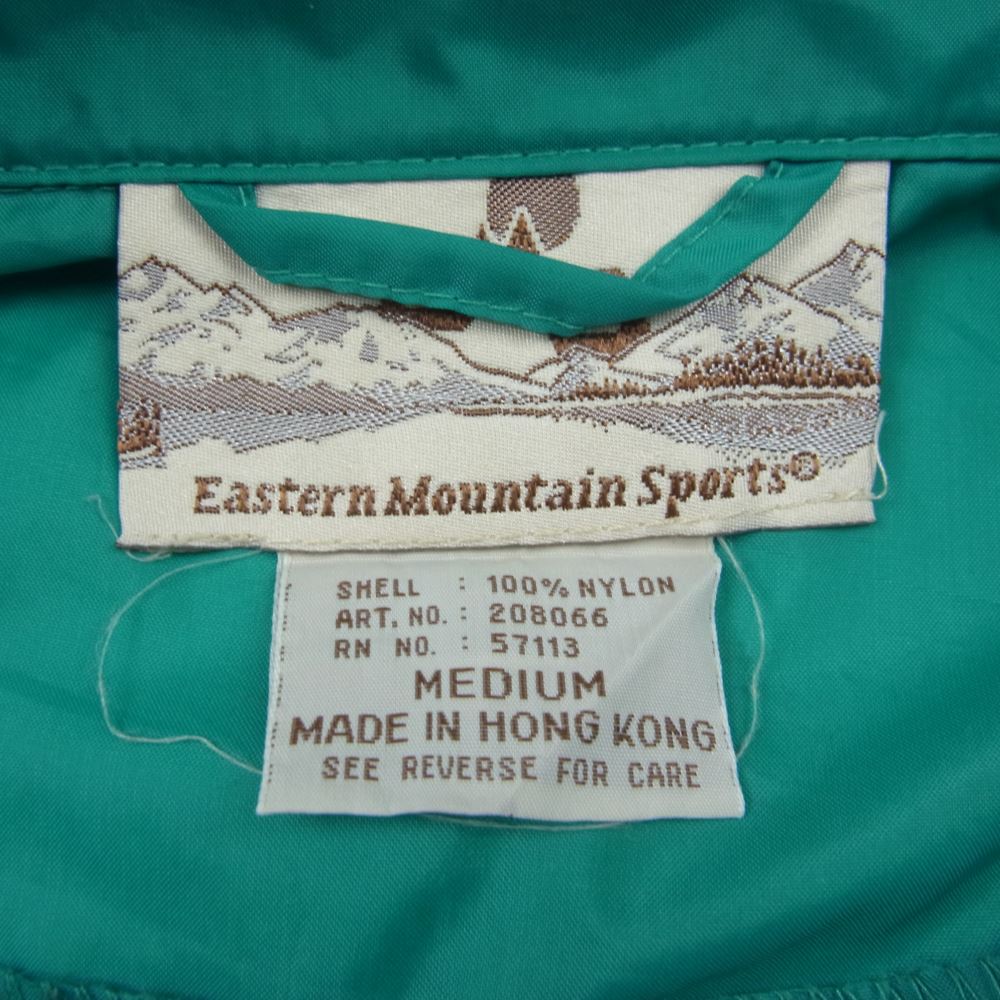 Eastern Mountain Sports®
SHELL : 100% NYLON
ART. NO. : 208066
RN NO. : 57113
MEDIUM
MADE IN HONG KONG
SEE REVERSE FOR CARE